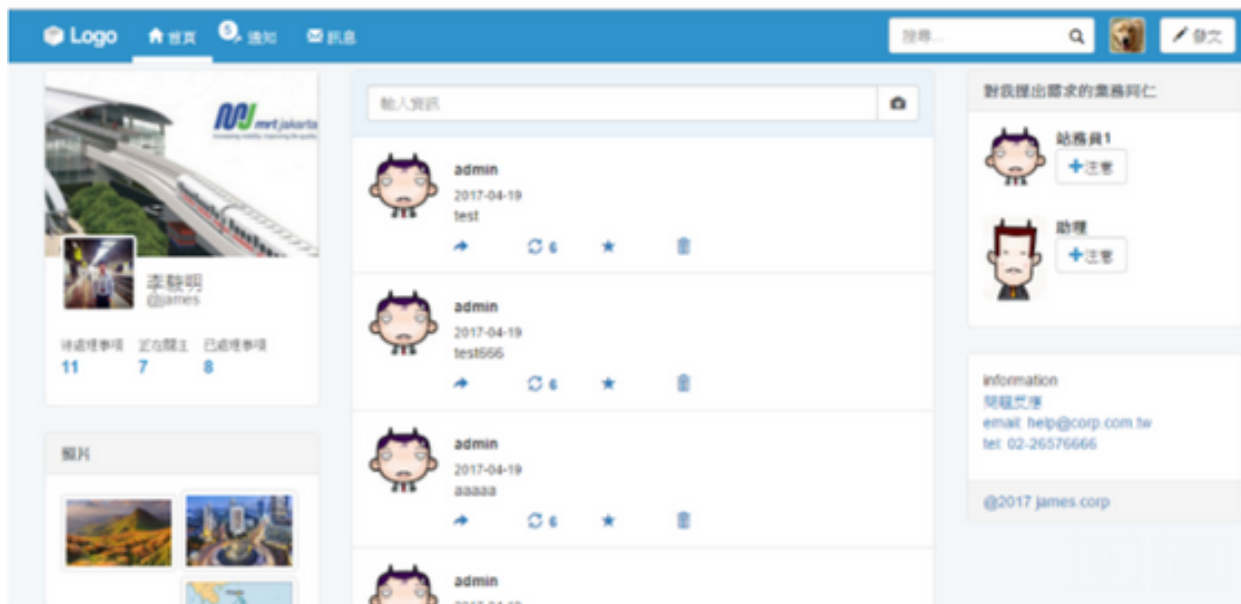 Logo
首頁
5
通知
訊息
搜尋...
發文
mrt jakarta
李駿明
@james
待處理事項 正在關注 已處理事項
11 7 8
照片
輸入資訊
admin
2017-04-19
test
6
admin
2017-04-19
test666
6
admin
2017-04-19
aaaaa
6
admin
2017-04-19
對我提出需求的業務同仁
站務員1
+注意
助理
+注意
information
問題反應
email: help@corp.com.tw
tel: 02-26576666
@2017 james.corp